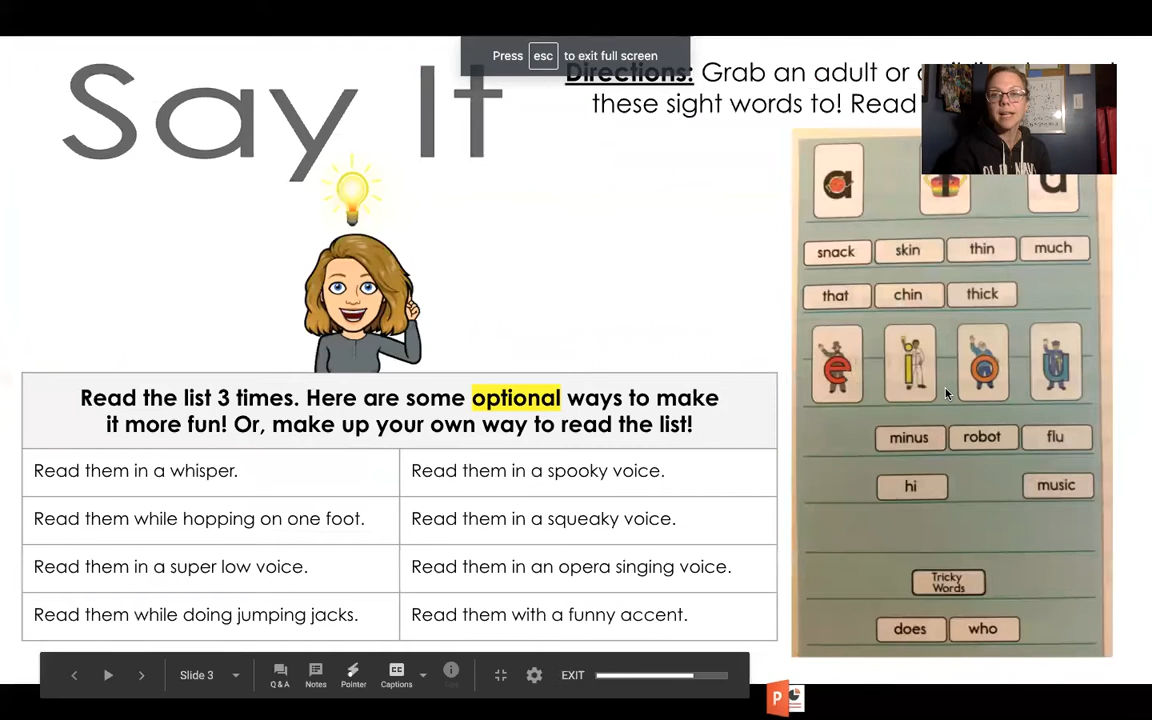 Press esc to exit full screen
Say It
Directions: Grab an adult or
these sight words to! Read
OLD NAVY
a
u
snack skin thin much
that chin thick
e i o u
minus robot flu
hi music
Tricky
Words
does who
Read the list 3 times. Here are some optional ways to make
it more fun! Or, make up your own way to read the list!
Read them in a whisper. Read them in a spooky voice.
Read them while hopping on one foot. Read them in a squeaky voice.
Read them in a super low voice. Read them in an opera singing voice.
Read them while doing jumping jacks. Read them with a funny accent.
Slide 3 Q & A Notes Pointer Captions EXIT
P